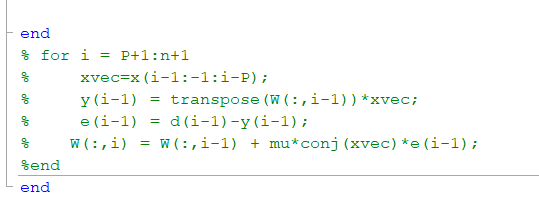 end
% for i = P+1:n+1
%     xvec=x(i-1:-1:i-P);
%     y(i-1) = transpose(W(:,i-1))*xvec;
%     e(i-1) = d(i-1)-y(i-1);
%    W(:,i) = W(:,i-1) + mu*conj(xvec)*e(i-1);
%end
end